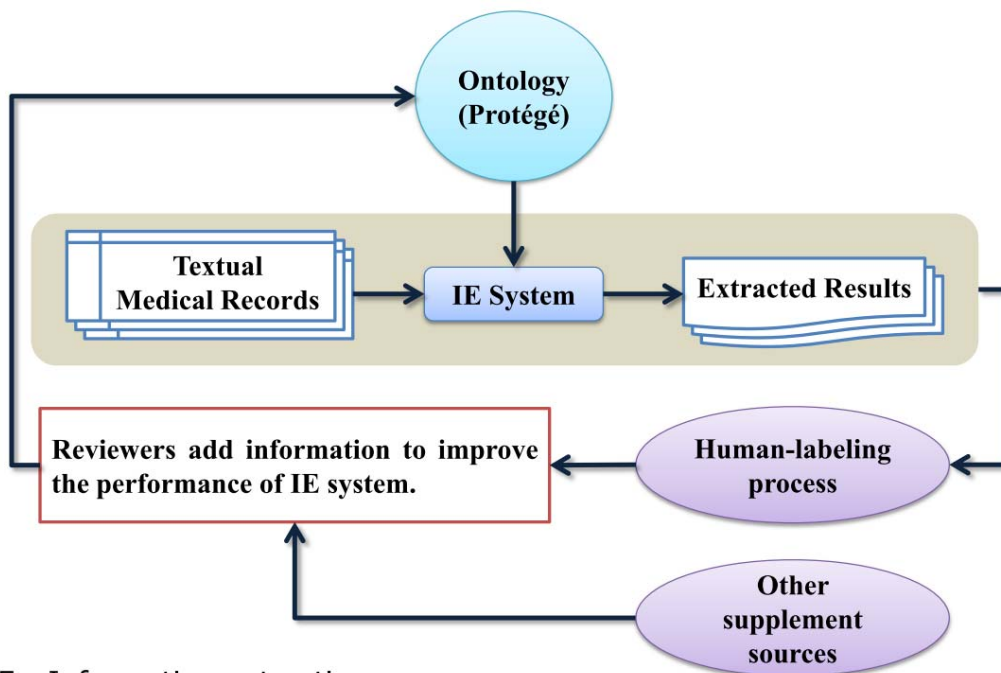 Ontology
(Protégé)
Textual
Medical Records
IE System
Extracted Results
Reviewers add information to improve
the performance of IE system.
Human-labeling
process
Other
supplement
sources